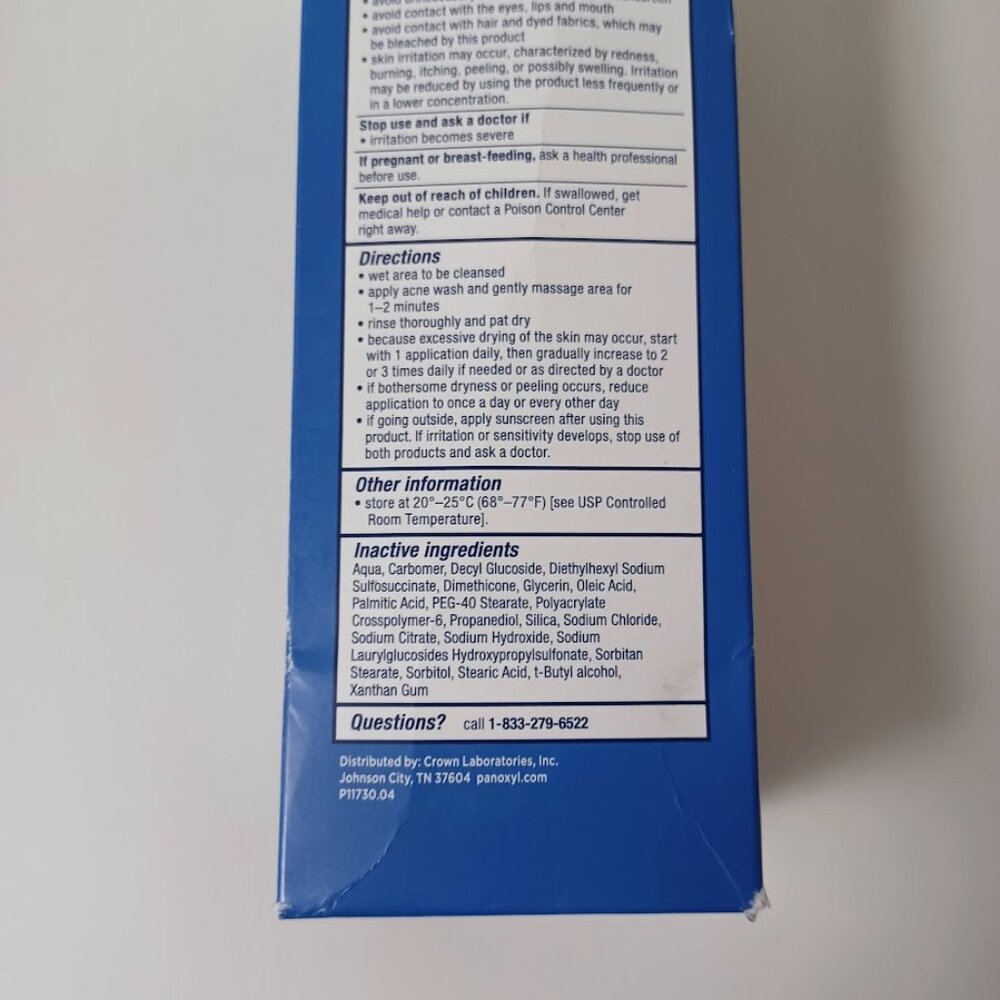 • avoid
• avoid contact with the eyes, lips and mouth
• avoid contact with hair and dyed fabrics, which may
be bleached by this product
• skin irritation may occur, characterized by redness,
burning, itching, peeling, or possibly swelling. Irritation
may be reduced by using the product less frequently or
in a lower concentration.
Stop use and ask a doctor if
• irritation becomes severe
If pregnant or breast-feeding, ask a health professional
before use.
Keep out of reach of children. If swallowed, get
medical help or contact a Poison Control Center
right away.
Directions
• wet area to be cleansed
• apply acne wash and gently massage area for
1–2 minutes
• rinse thoroughly and pat dry
• because excessive drying of the skin may occur, start
with 1 application daily, then gradually increase to 2
or 3 times daily if needed or as directed by a doctor
• if bothersome dryness or peeling occurs, reduce
application to once a day or every other day
• if going outside, apply sunscreen after using this
product. If irritation or sensitivity develops, stop use of
both products and ask a doctor.
Other information
• store at 20°–25°C (68°–77°F) [see USP Controlled
Room Temperature].
Inactive ingredients
Aqua, Carbomer, Decyl Glucoside, Diethylhexyl Sodium
Sulfosuccinate, Dimethicone, Glycerin, Oleic Acid,
Palmitic Acid, PEG-40 Stearate, Polyacrylate
Crosspolymer-6, Propanediol, Silica, Sodium Chloride,
Sodium Citrate, Sodium Hydroxide, Sodium
Laurylglucosides Hydroxypropylsulfonate, Sorbitan
Stearate, Sorbitol, Stearic Acid, t-Butyl alcohol,
Xanthan Gum
Questions? call 1-833-279-6522
Distributed by: Crown Laboratories, Inc.
Johnson City, TN 37604 panoxyl.com
P11730.04